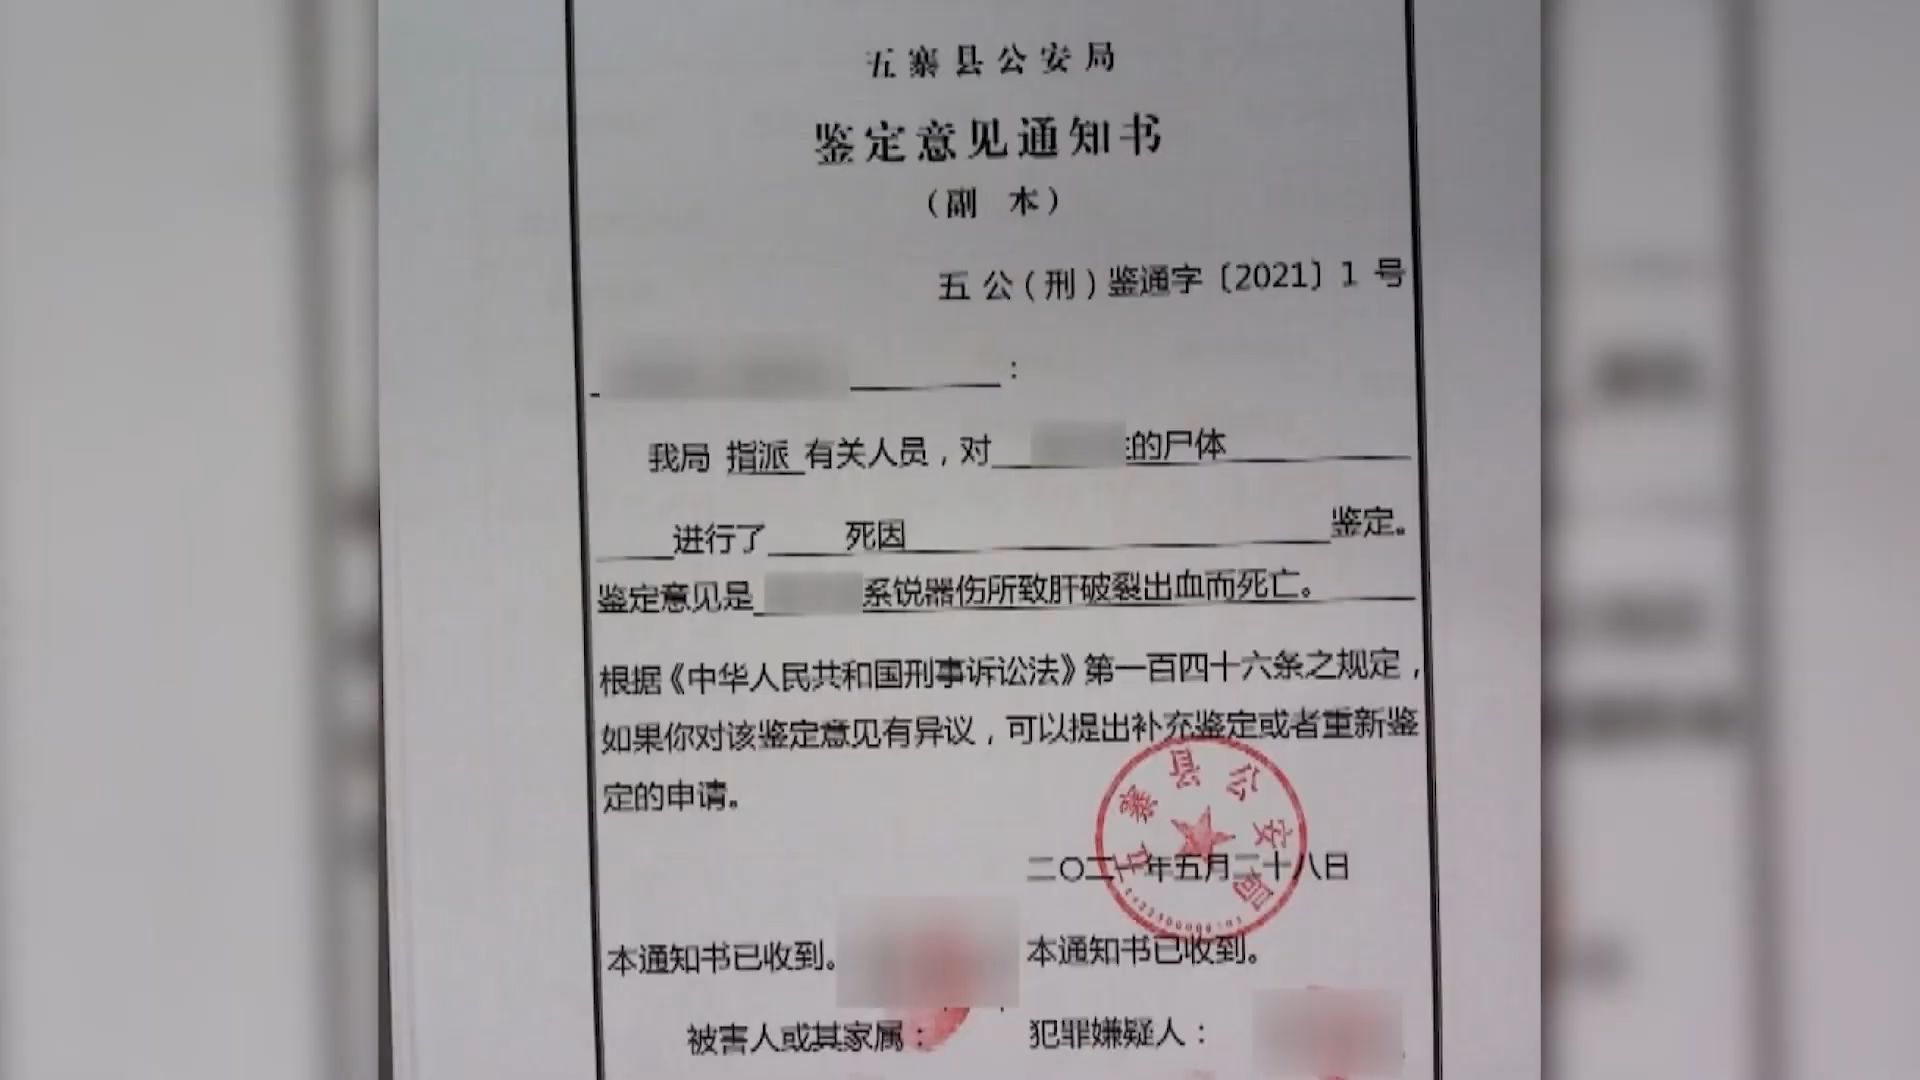 五寨县公安局
鉴定意见通知书
（副 本）
五公（刑）鉴通字〔2021〕1 号
：
我局 指派 有关人员，对 的尸体
进行了 死因 鉴定。
鉴定意见是 系锐器伤所致肝破裂出血而死亡。
根据《中华人民共和国刑事诉讼法》第一百四十六条之规定，
如果你对该鉴定意见有异议，可以提出补充鉴定或者重新鉴
定的申请。
五寨县公安局
二〇二一年五月二十八日
本通知书已收到。 本通知书已收到。
被害人或其家属： 犯罪嫌疑人：